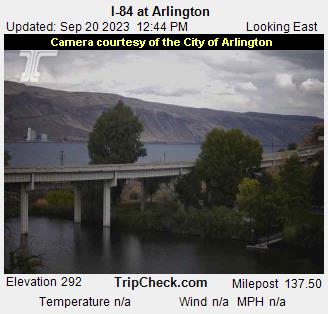 I-84 at Arlington
Updated: Sep 20 2023 12:44 PM Looking East
Camera courtesy of the City of Arlington
Elevation 292 TripCheck.com Milepost 137.50
Temperature n/a Wind n/a MPH n/a